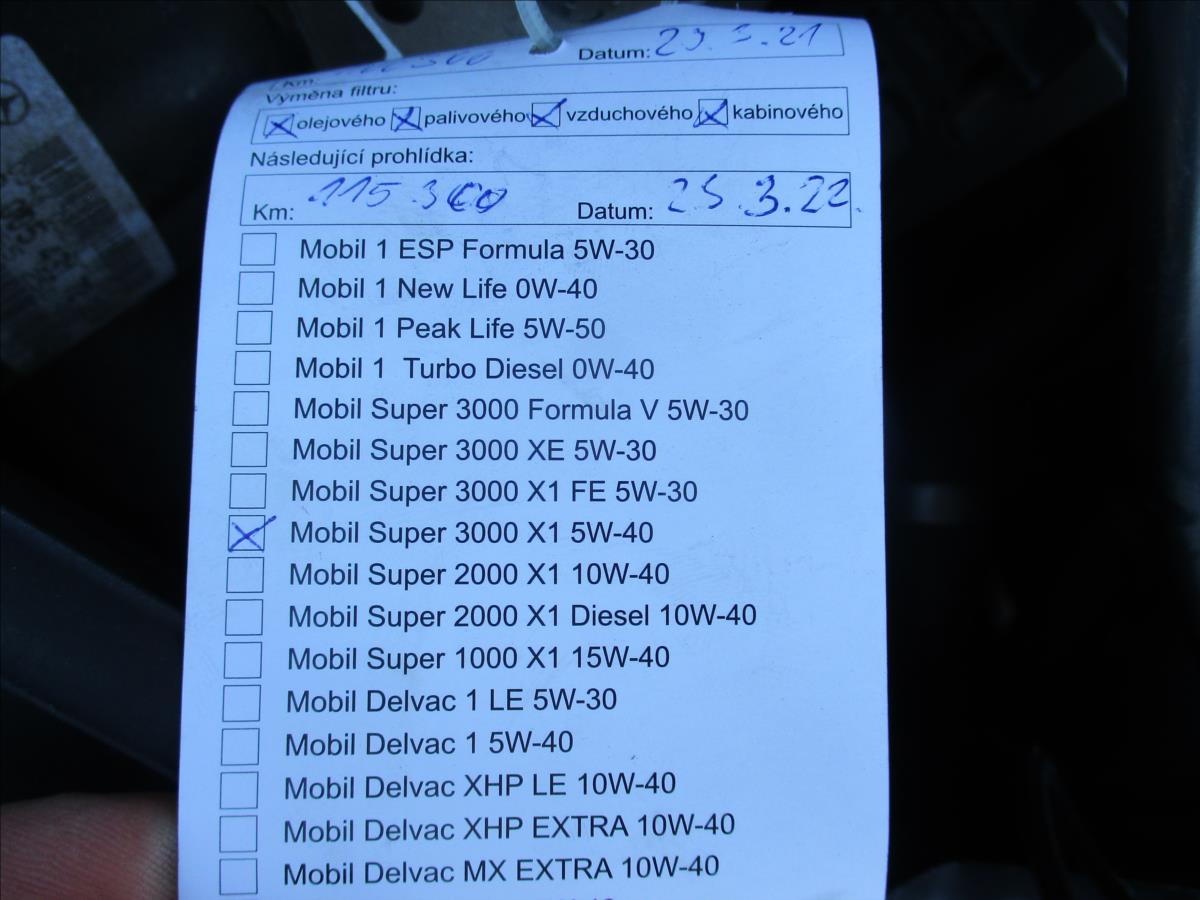 Km: Datum: 29.3.21
Výměna filtru:
olejového palivového vzduchového kabinového
Následující prohlídka:
Km: 115 300 Datum: 25.3.22.
Mobil 1 ESP Formula 5W-30
Mobil 1 New Life 0W-40
Mobil 1 Peak Life 5W-50
Mobil 1 Turbo Diesel 0W-40
Mobil Super 3000 Formula V 5W-30
Mobil Super 3000 XE 5W-30
Mobil Super 3000 X1 FE 5W-30
Mobil Super 3000 X1 5W-40
Mobil Super 2000 X1 10W-40
Mobil Super 2000 X1 Diesel 10W-40
Mobil Super 1000 X1 15W-40
Mobil Delvac 1 LE 5W-30
Mobil Delvac 1 5W-40
Mobil Delvac XHP LE 10W-40
Mobil Delvac XHP EXTRA 10W-40
Mobil Delvac MX EXTRA 10W-40